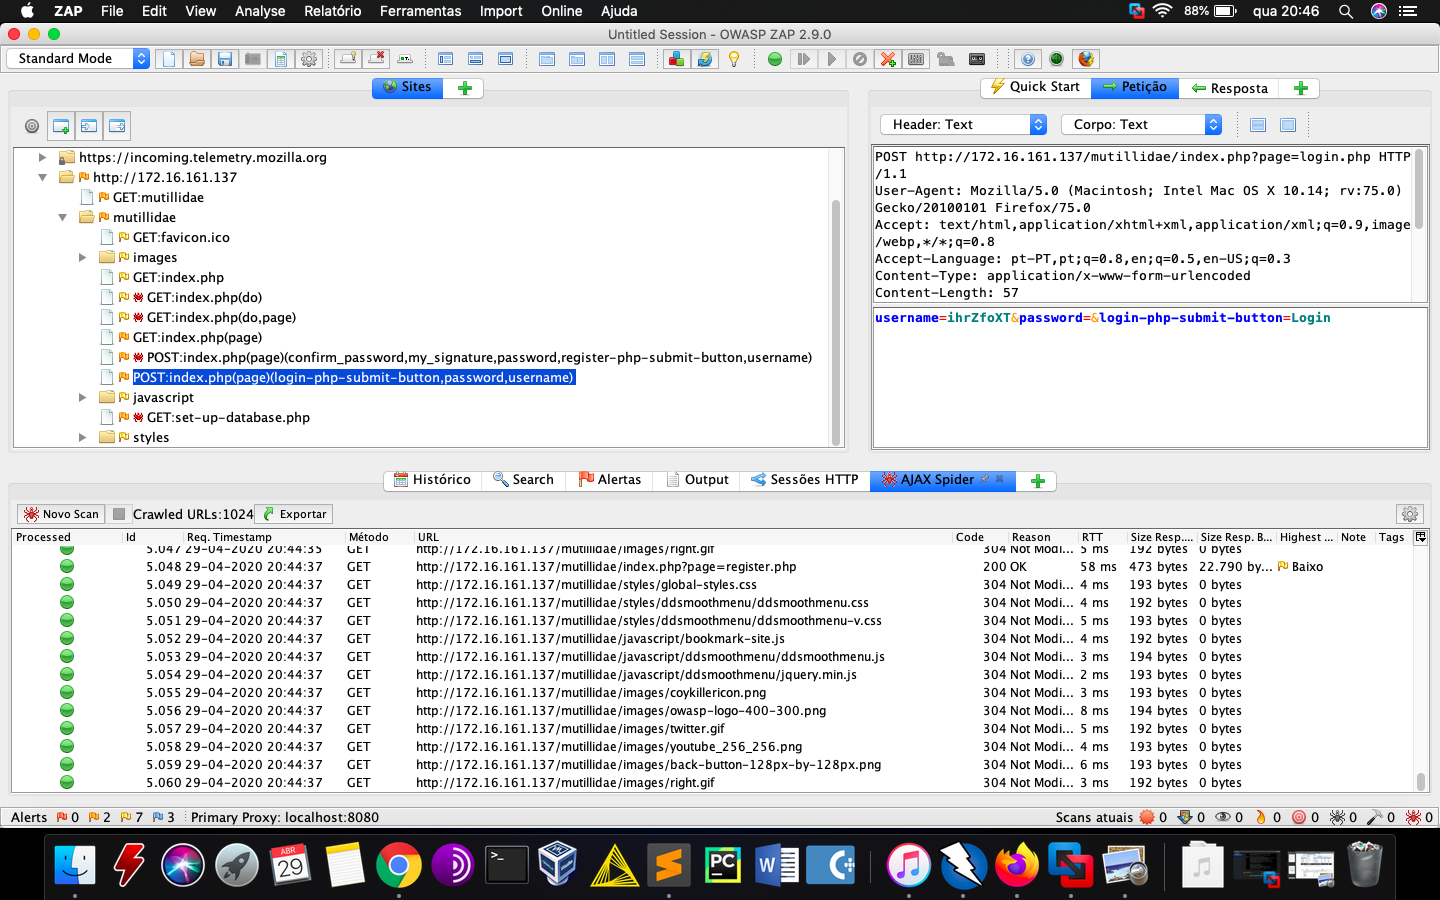 ZAP File Edit View Analyse Relatório Ferramentas Import Online Ajuda 88% qua 20:46
Untitled Session - OWASP ZAP 2.9.0
Standard Mode
Sites
Quick Start Petição Resposta
Header: Text Corpo: Text
https://incoming.telemetry.mozilla.org
http://172.16.161.137
GET:mutillidae
mutillidae
GET:favicon.ico
images
GET:index.php
GET:index.php(do)
GET:index.php(do,page)
GET:index.php(page)
POST:index.php(page)(confirm_password,my_signature,password,register-php-submit-button,username)
POST:index.php(page)(login-php-submit-button,password,username)
javascript
GET:set-up-database.php
styles
POST http://172.16.161.137/mutillidae/index.php?page=login.php HTTP
/1.1
User-Agent: Mozilla/5.0 (Macintosh; Intel Mac OS X 10.14; rv:75.0)
Gecko/20100101 Firefox/75.0
Accept: text/html,application/xhtml+xml,application/xml;q=0.9,image
/webp,*/*;q=0.8
Accept-Language: pt-PT,pt;q=0.8,en;q=0.5,en-US;q=0.3
Content-Type: application/x-www-form-urlencoded
Content-Length: 57
username=ihrZfoXT&password=&login-php-submit-button=Login
Histórico Search Alertas Output Sessões HTTP AJAX Spider
Novo Scan Crawled URLs:1024 Exportar
Processed Id Req. Timestamp Método URL Code Reason RTT Size Resp.... Size Resp. B... Highest ... Note Tags
5.047 29-04-2020 20:44:35 GET http://172.16.161.137/mutillidae/images/right.gif 304 Not Modi... 5 ms 192 bytes 0 bytes
5.048 29-04-2020 20:44:37 GET http://172.16.161.137/mutillidae/index.php?page=register.php 200 OK 58 ms 473 bytes 22.790 by... Baixo
5.049 29-04-2020 20:44:37 GET http://172.16.161.137/mutillidae/styles/global-styles.css 304 Not Modi... 4 ms 193 bytes 0 bytes
5.050 29-04-2020 20:44:37 GET http://172.16.161.137/mutillidae/styles/ddsmoothmenu/ddsmoothmenu.css 304 Not Modi... 4 ms 192 bytes 0 bytes
5.051 29-04-2020 20:44:37 GET http://172.16.161.137/mutillidae/styles/ddsmoothmenu/ddsmoothmenu-v.css 304 Not Modi... 5 ms 193 bytes 0 bytes
5.052 29-04-2020 20:44:37 GET http://172.16.161.137/mutillidae/javascript/bookmark-site.js 304 Not Modi... 4 ms 192 bytes 0 bytes
5.053 29-04-2020 20:44:37 GET http://172.16.161.137/mutillidae/javascript/ddsmoothmenu/ddsmoothmenu.js 304 Not Modi... 3 ms 194 bytes 0 bytes
5.054 29-04-2020 20:44:37 GET http://172.16.161.137/mutillidae/javascript/ddsmoothmenu/jquery.min.js 304 Not Modi... 2 ms 193 bytes 0 bytes
5.055 29-04-2020 20:44:37 GET http://172.16.161.137/mutillidae/images/coykillericon.png 304 Not Modi... 3 ms 193 bytes 0 bytes
5.056 29-04-2020 20:44:37 GET http://172.16.161.137/mutillidae/images/owasp-logo-400-300.png 304 Not Modi... 8 ms 194 bytes 0 bytes
5.057 29-04-2020 20:44:37 GET http://172.16.161.137/mutillidae/images/twitter.gif 304 Not Modi... 5 ms 192 bytes 0 bytes
5.058 29-04-2020 20:44:37 GET http://172.16.161.137/mutillidae/images/youtube_256_256.png 304 Not Modi... 4 ms 193 bytes 0 bytes
5.059 29-04-2020 20:44:37 GET http://172.16.161.137/mutillidae/images/back-button-128px-by-128px.png 304 Not Modi... 6 ms 193 bytes 0 bytes
5.060 29-04-2020 20:44:37 GET http://172.16.161.137/mutillidae/images/right.gif 304 Not Modi... 3 ms 192 bytes 0 bytes
Alerts 0 2 7 3 Primary Proxy: localhost:8080 Scans atuais 0 0 0 0 0 0 0 0
ABR
29
PC
W